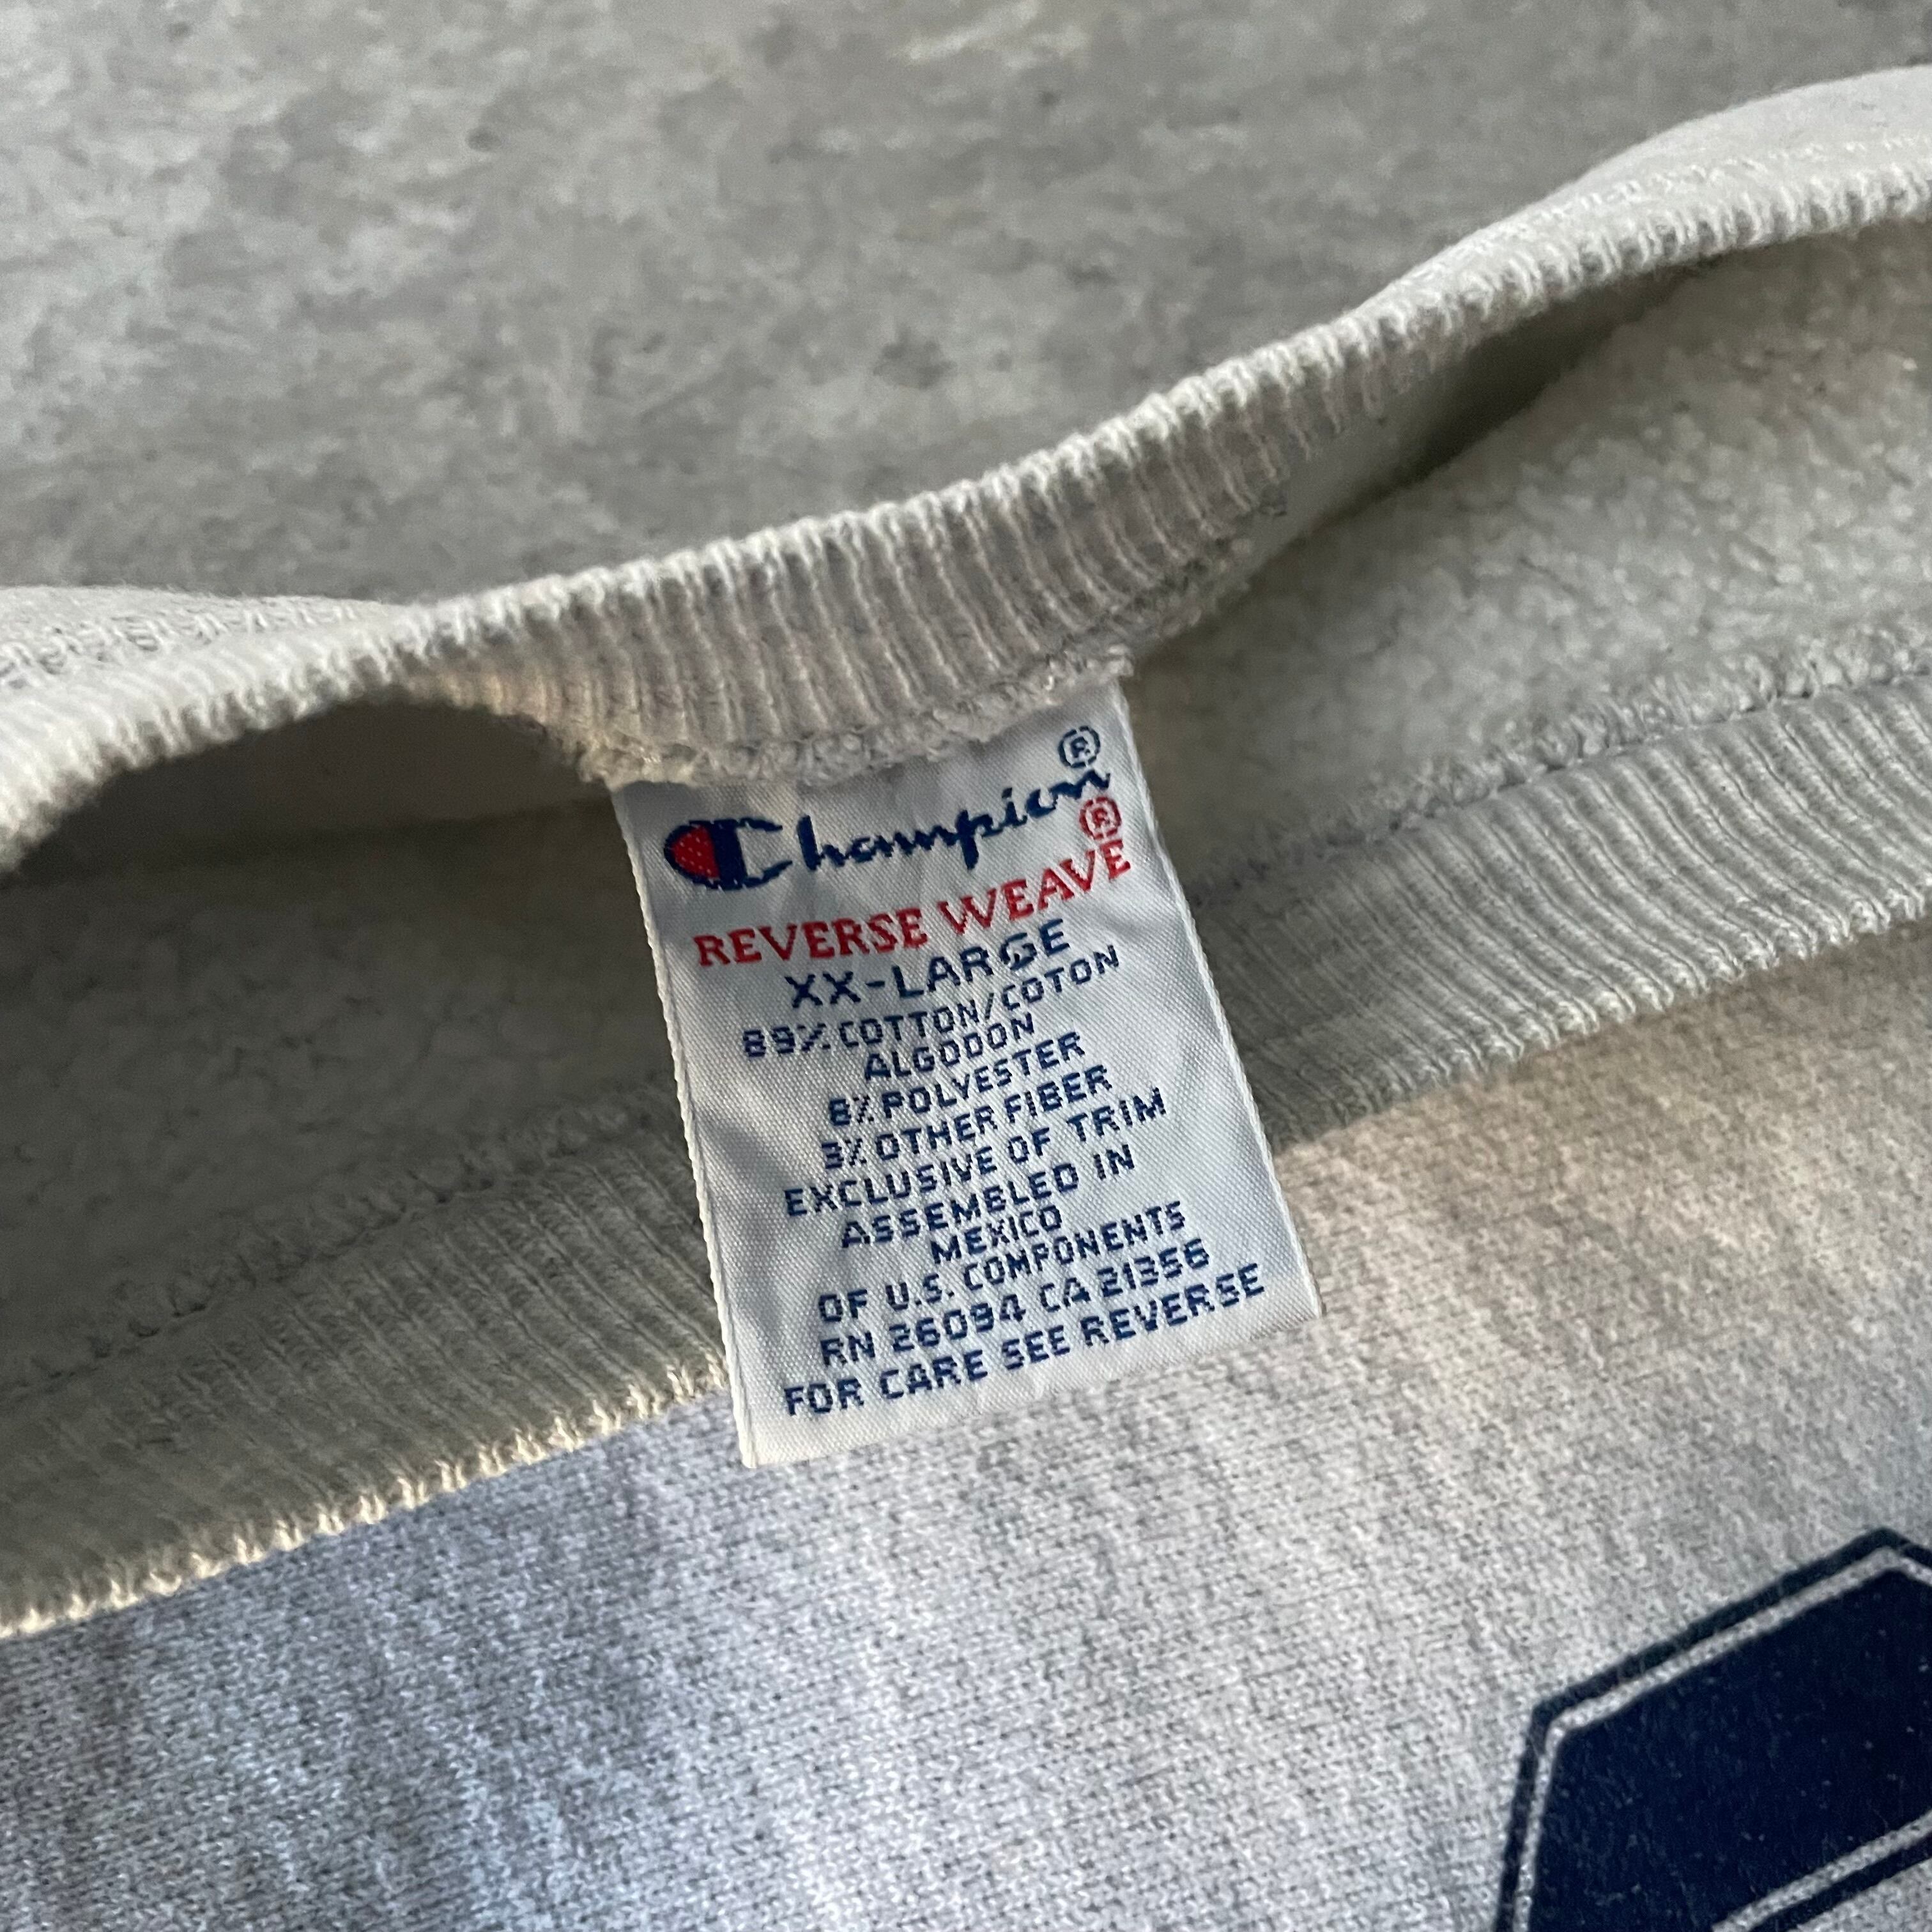 Champion®
REVERSE WEAVE®
XX-LARGE
89% COTTON/COTON
ALGODON
8% POLYESTER
3% OTHER FIBER
EXCLUSIVE OF TRIM
ASSEMBLED IN
MEXICO
OF U.S. COMPONENTS
RN 26094 CA 21356
FOR CARE SEE REVERSE